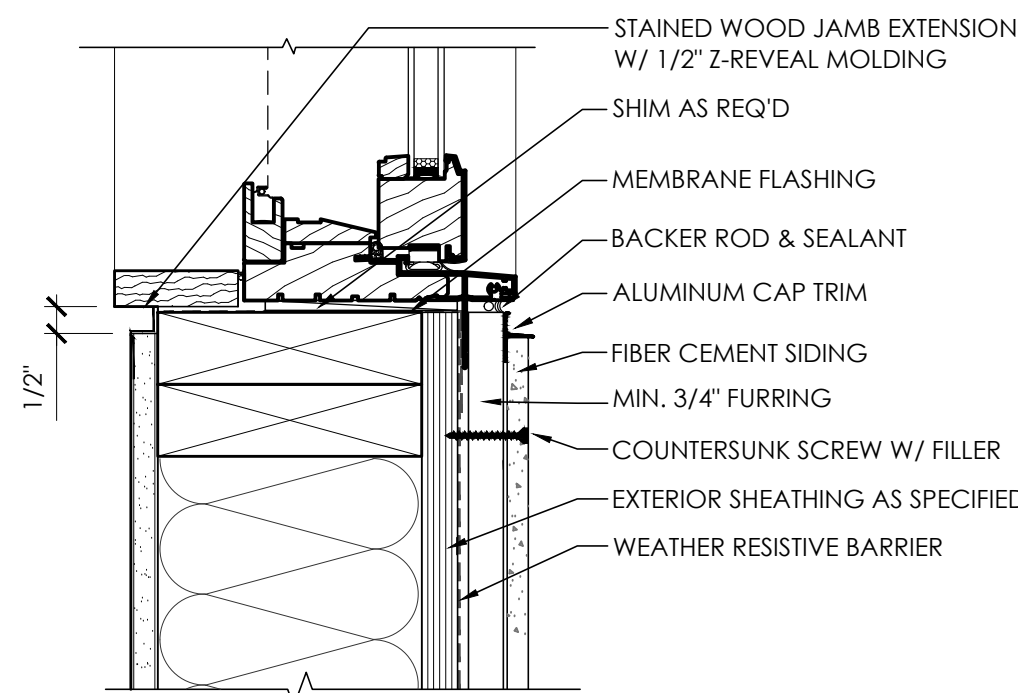 STAINED WOOD JAMB EXTENSION
W/ 1/2" Z-REVEAL MOLDING
SHIM AS REQ'D
MEMBRANE FLASHING
BACKER ROD & SEALANT
ALUMINUM CAP TRIM
FIBER CEMENT SIDING
MIN. 3/4" FURRING
COUNTERSUNK SCREW W/ FILLER
EXTERIOR SHEATHING AS SPECIFIED
WEATHER RESISTIVE BARRIER
1/2"